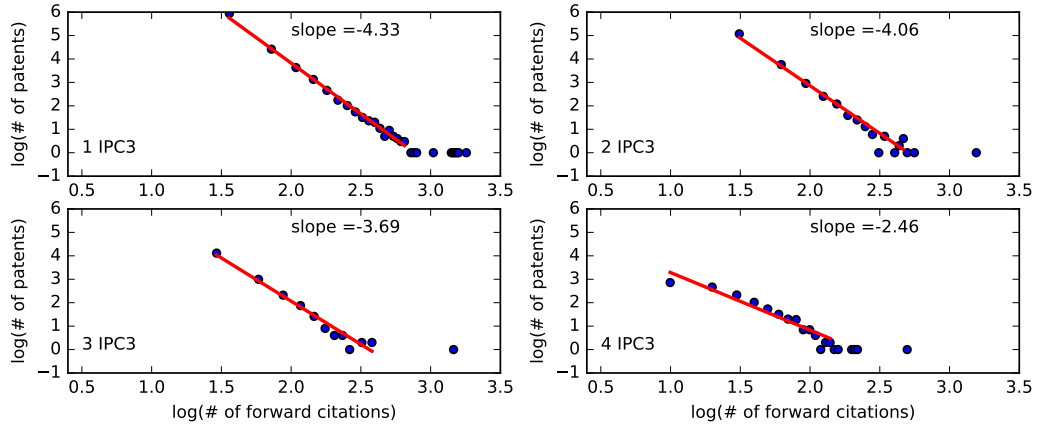 6
5
4
3
2
1
0
−1
log(# of patents)
slope =-4.33
1 IPC3
0.5 1.0 1.5 2.0 2.5 3.0 3.5
6
5
4
3
2
1
0
−1
log(# of patents)
slope =-4.06
2 IPC3
0.5 1.0 1.5 2.0 2.5 3.0 3.5
6
5
4
3
2
1
0
−1
log(# of patents)
slope =-3.69
3 IPC3
0.5 1.0 1.5 2.0 2.5 3.0 3.5
log(# of forward citations)
6
5
4
3
2
1
0
−1
log(# of patents)
slope =-2.46
4 IPC3
0.5 1.0 1.5 2.0 2.5 3.0 3.5
log(# of forward citations)